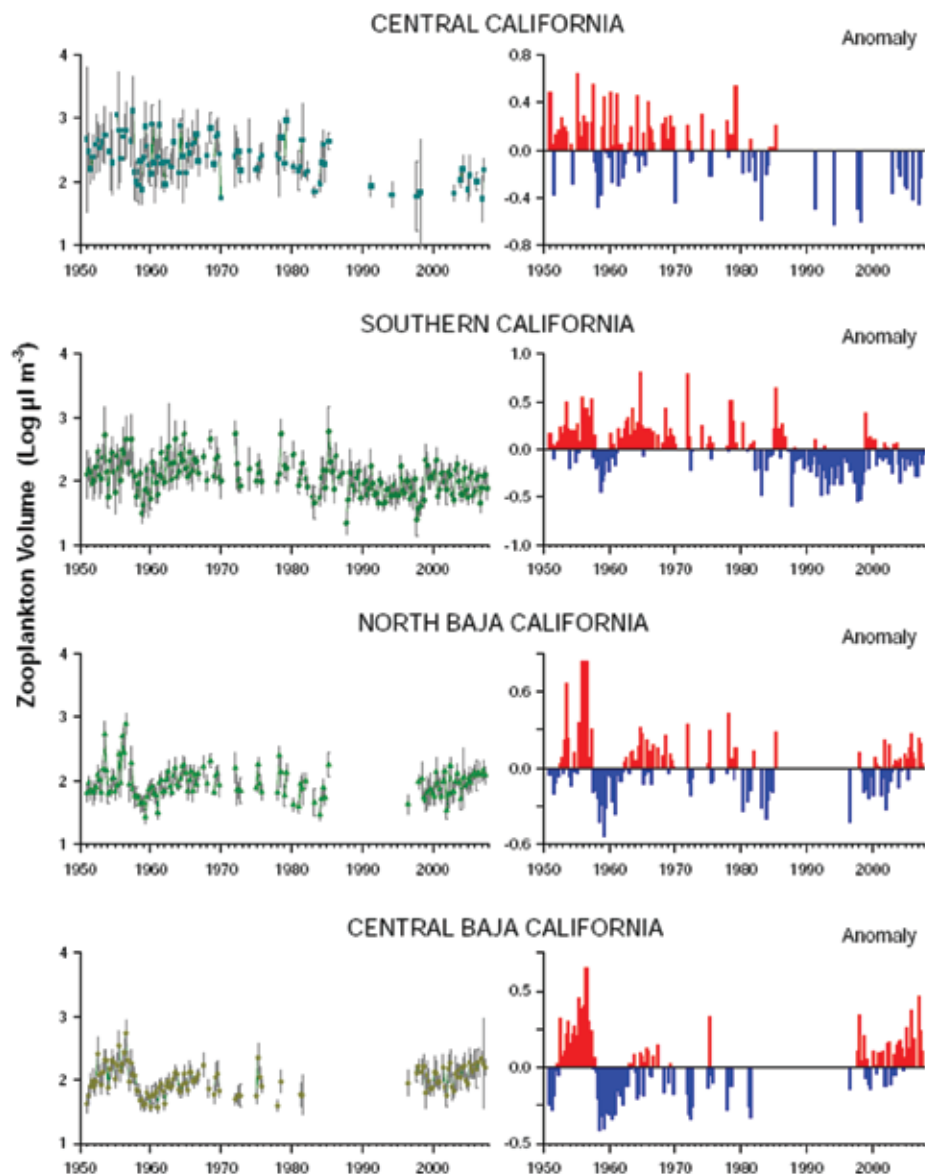 CENTRAL CALIFORNIA
Anomaly
4
3
2
1
1950 1960 1970 1980 1990 2000
0.8
0.4
0.0
-0.4
-0.8
1950 1960 1970 1980 1990 2000
SOUTHERN CALIFORNIA
Anomaly
Zooplankton Volume (Log µl m⁻³)
4
3
2
1
1950 1960 1970 1980 1990 2000
1.0
0.5
0.0
-0.5
-1.0
1950 1960 1970 1980 1990 2000
NORTH BAJA CALIFORNIA
Anomaly
4
3
2
1
1950 1960 1970 1980 1990 2000
0.6
0.0
-0.6
1950 1960 1970 1980 1990 2000
CENTRAL BAJA CALIFORNIA
Anomaly
4
3
2
1
1950 1960 1970 1980 1990 2000
0.5
0.0
-0.5
1950 1960 1970 1980 1990 2000